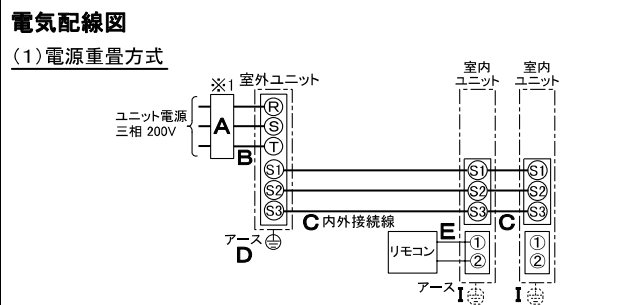 電気配線図
(1)電源重畳方式
※1
室外ユニット
室内
ユニット
室内
ユニット
ユニット電源
三相 200V
A
B
R
S
T
S1
S2
S3
S1
S2
S3
S1
S2
S3
C 内外接続線
C
アース
D
リモコン
E
1
2
1
2
アース I
I